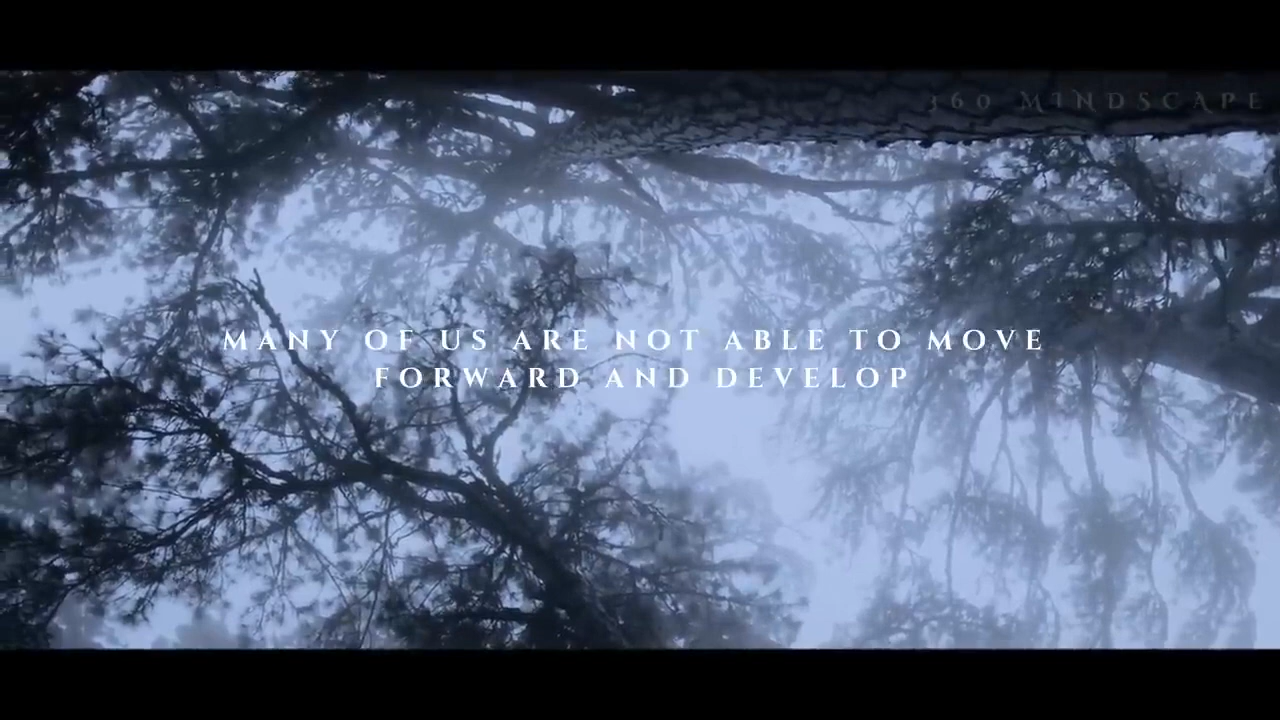 360 MINDSCAPE
MANY OF US ARE NOT ABLE TO MOVE
FORWARD AND DEVELOP